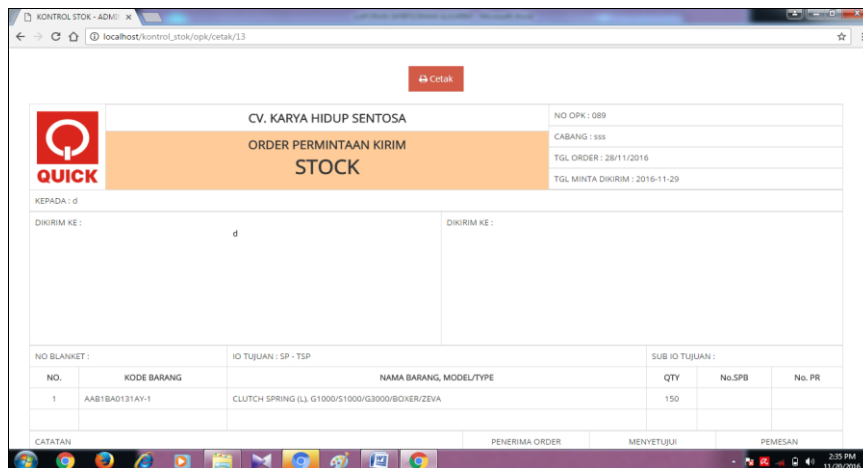 KONTROL STOK - ADMI
localhost/kontrol_stok/opk/cetak/13
Cetak
QUICK
CV. KARYA HIDUP SENTOSA
ORDER PERMINTAAN KIRIM
STOCK
NO OPK : 089
CABANG : sss
TGL ORDER : 28/11/2016
TGL MINTA DIKIRIM : 2016-11-29
KEPADA : d
DIKIRIM KE : DIKIRIM KE :
d
NO BLANKET : IO TUJUAN : SP - TSP SUB IO TUJUAN :
NO. KODE BARANG NAMA BARANG, MODEL/TYPE QTY No.SPB No. PR
1 AAB1BA0131AY-1 CLUTCH SPRING (L), G1000/S1000/G3000/BOXER/ZEVA 150
CATATAN PENERIMA ORDER MENYETUJUI PEMESAN
2:35 PM